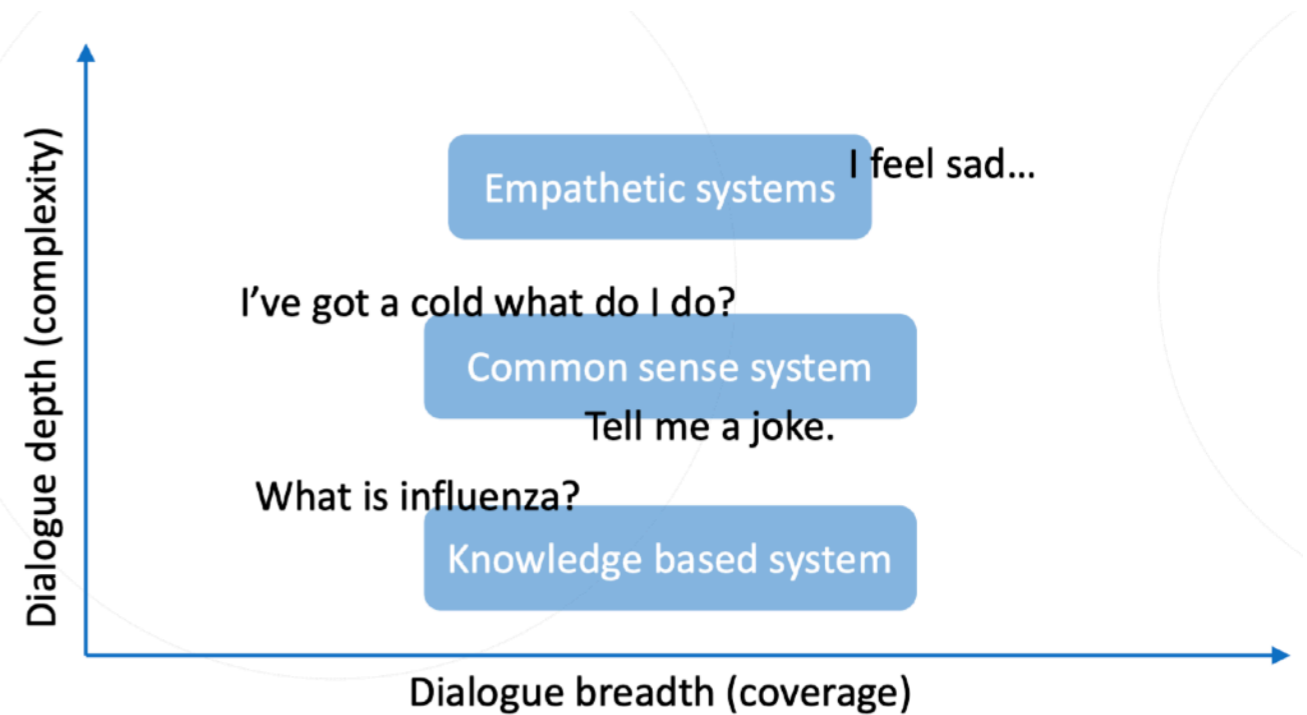 Dialogue depth (complexity)
I feel sad...
Empathetic systems
I've got a cold what do I do?
Common sense system
Tell me a joke.
What is influenza?
Knowledge based system
Dialogue breadth (coverage)